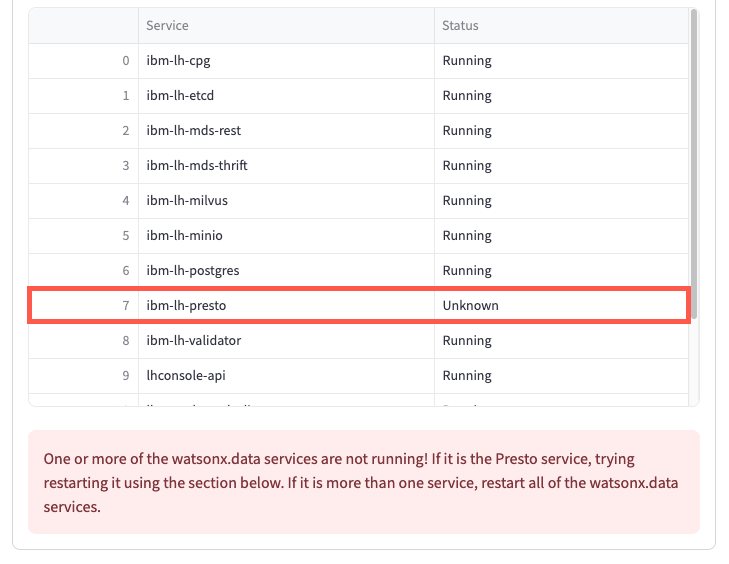 Service Status
0 ibm-lh-cpg Running
1 ibm-lh-etcd Running
2 ibm-lh-mds-rest Running
3 ibm-lh-mds-thrift Running
4 ibm-lh-milvus Running
5 ibm-lh-minio Running
6 ibm-lh-postgres Running
7 ibm-lh-presto Unknown
8 ibm-lh-validator Running
9 lhconsole-api Running
One or more of the watsonx.data services are not running! If it is the Presto service, trying
restarting it using the section below. If it is more than one service, restart all of the watsonx.data
services.